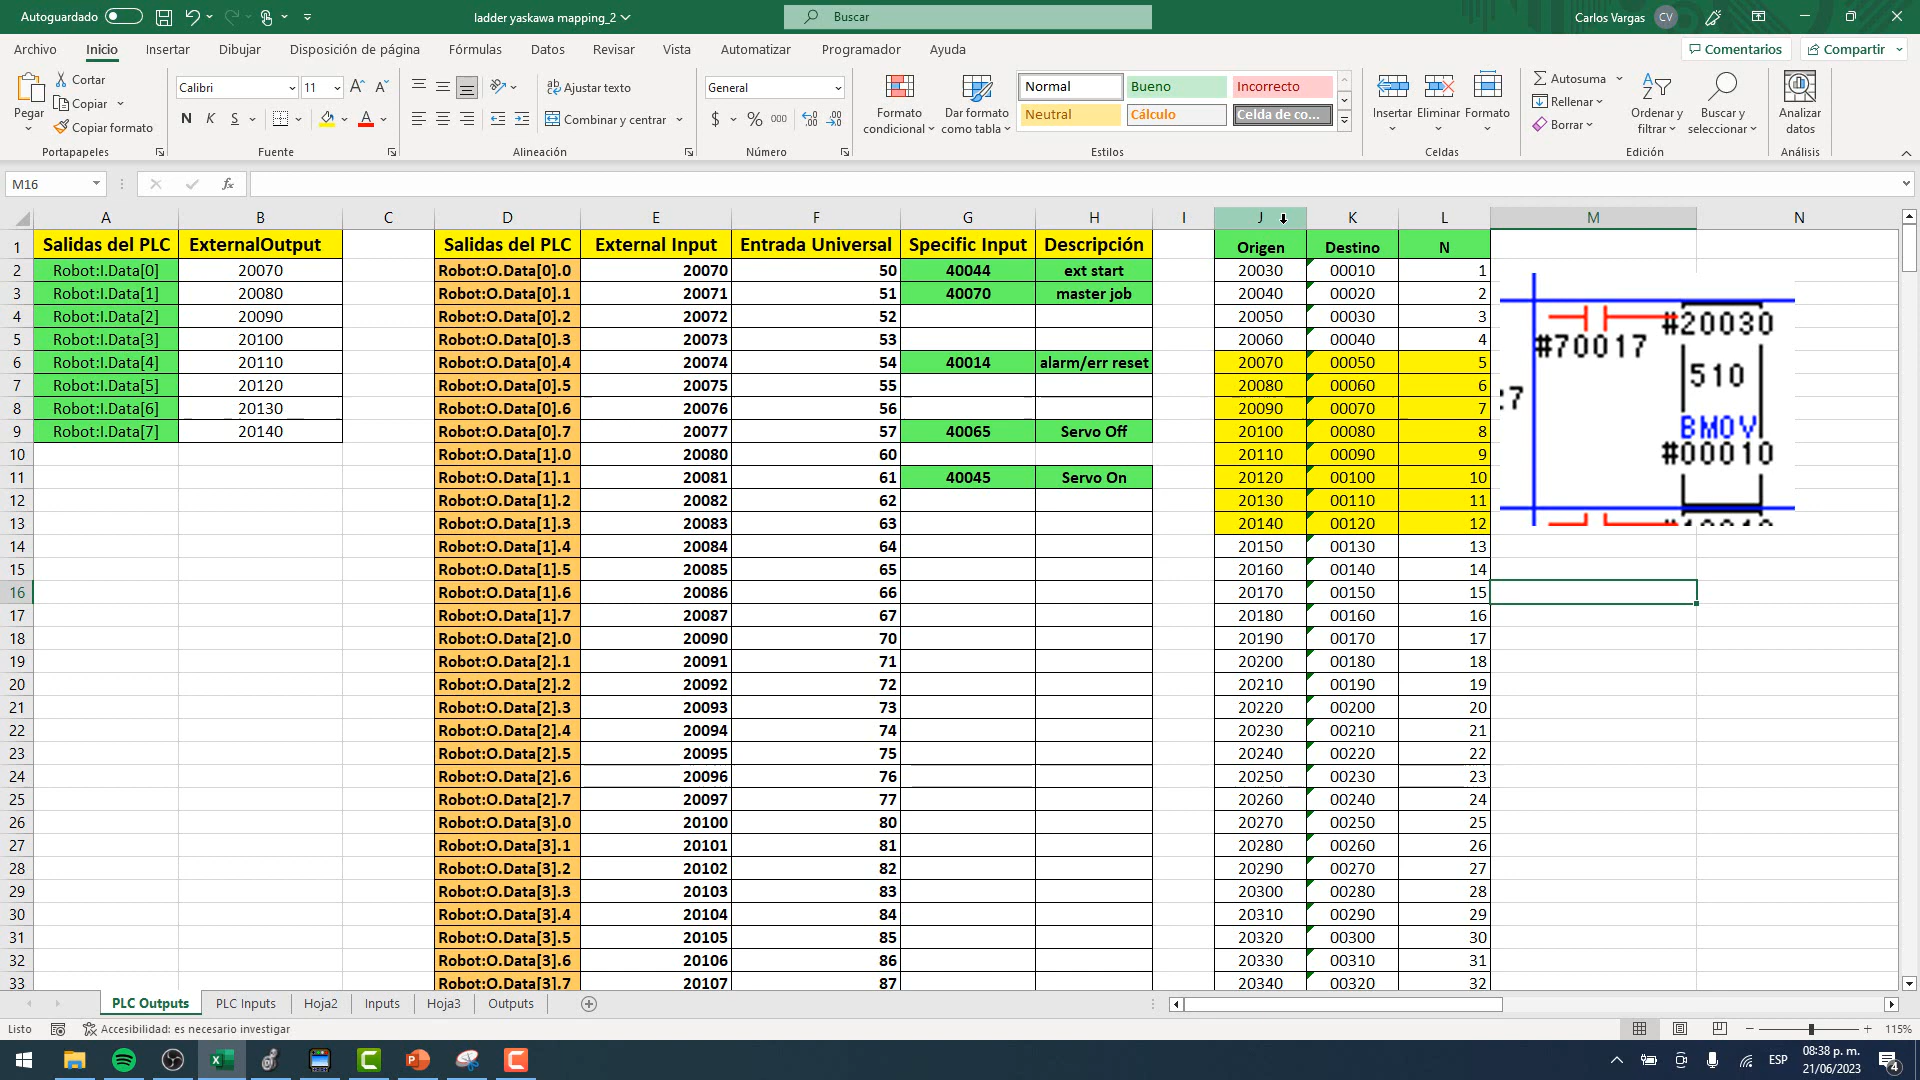 Autoguardado
ladder yaskawa mapping_2
Buscar
Carlos Vargas
CV
Archivo Inicio Insertar Dibujar Disposición de página Fórmulas Datos Revisar Vista Automatizar Programador Ayuda
Comentarios
Compartir
Pegar
Cortar
Copiar
Copiar formato
Portapapeles
Calibri 11
N K S
Fuente
Ajustar texto
Combinar y centrar
Alineación
General
$ % 000
Número
Formato condicional
Dar formato como tabla
Normal Bueno Incorrecto
Neutral Cálculo Celda de co...
Estilos
Insertar Eliminar Formato
Celdas
Autosuma
Rellenar
Borrar
Ordenar y filtrar
Buscar y seleccionar
Edición
Analizar datos
Análisis
M16
fx
A B C D E F G H I J K L M N
1 Salidas del PLC ExternalOutput Salidas del PLC External Input Entrada Universal Specific Input Descripción Origen Destino N
2 Robot:I.Data[0] 20070 Robot:O.Data[0].0 20070 50 40044 ext start 20030 00010 1
3 Robot:I.Data[1] 20080 Robot:O.Data[0].1 20071 51 40070 master job 20040 00020 2
4 Robot:I.Data[2] 20090 Robot:O.Data[0].2 20072 52 20050 00030 3
5 Robot:I.Data[3] 20100 Robot:O.Data[0].3 20073 53 20060 00040 4
6 Robot:I.Data[4] 20110 Robot:O.Data[0].4 20074 54 40014 alarm/err reset 20070 00050 5
7 Robot:I.Data[5] 20120 Robot:O.Data[0].5 20075 55 20080 00060 6
8 Robot:I.Data[6] 20130 Robot:O.Data[0].6 20076 56 20090 00070 7
9 Robot:I.Data[7] 20140 Robot:O.Data[0].7 20077 57 40065 Servo Off 20100 00080 8
10 Robot:O.Data[1].0 20080 60 20110 00090 9
11 Robot:O.Data[1].1 20081 61 40045 Servo On 20120 00100 10
12 Robot:O.Data[1].2 20082 62 20130 00110 11
13 Robot:O.Data[1].3 20083 63 20140 00120 12
14 Robot:O.Data[1].4 20084 64 20150 00130 13
15 Robot:O.Data[1].5 20085 65 20160 00140 14
16 Robot:O.Data[1].6 20086 66 20170 00150 15
17 Robot:O.Data[1].7 20087 67 20180 00160 16
18 Robot:O.Data[2].0 20090 70 20190 00170 17
19 Robot:O.Data[2].1 20091 71 20200 00180 18
20 Robot:O.Data[2].2 20092 72 20210 00190 19
21 Robot:O.Data[2].3 20093 73 20220 00200 20
22 Robot:O.Data[2].4 20094 74 20230 00210 21
23 Robot:O.Data[2].5 20095 75 20240 00220 22
24 Robot:O.Data[2].6 20096 76 20250 00230 23
25 Robot:O.Data[2].7 20097 77 20260 00240 24
26 Robot:O.Data[3].0 20100 80 20270 00250 25
27 Robot:O.Data[3].1 20101 81 20280 00260 26
28 Robot:O.Data[3].2 20102 82 20290 00270 27
29 Robot:O.Data[3].3 20103 83 20300 00280 28
30 Robot:O.Data[3].4 20104 84 20310 00290 29
31 Robot:O.Data[3].5 20105 85 20320 00300 30
32 Robot:O.Data[3].6 20106 86 20330 00310 31
33 Robot:O.Data[3].7 20107 87 20340 00320 32
#20030
#70017
510
BMOV
#00010
PLC Outputs PLC Inputs Hoja2 Inputs Hoja3 Outputs
Listo
Accesibilidad: es necesario investigar
115%
ESP
08:38 p. m.
21/06/2023
4